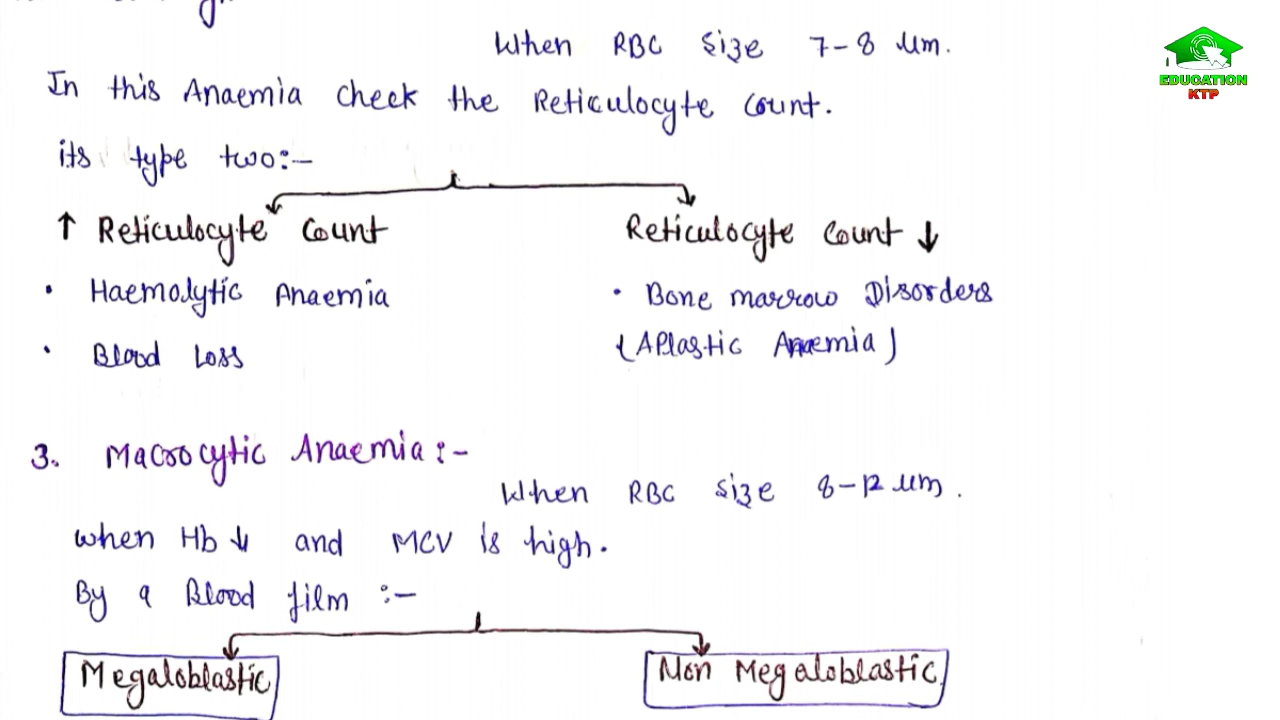 When RBC Size 7-8 um.
EDUCATION
KTP
In this Anaemia check the Reticulocyte Count.
its type two:-
↑ Reticulocyte Count
Reticulocyte Count ↓
• Haemolytic Anaemia
• Bone marrow Disorders
• Blood Loss
(APlastic Anaemia)
3. Macrocytic Anaemia:-
When RBC Size 8-12 um.
when Hb ↓ and MCV is high.
By a Blood film :-
Megaloblastic
Non Megaloblastic